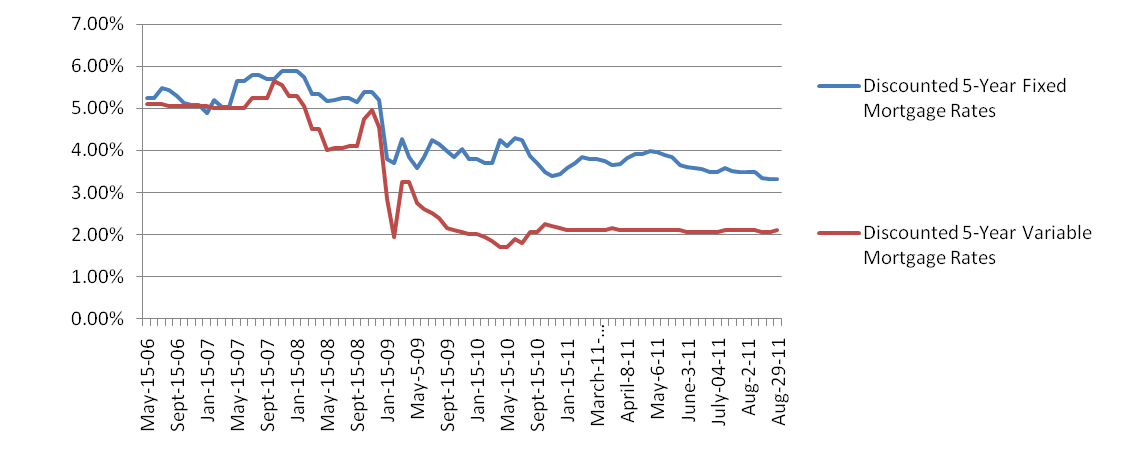 7.00%
6.00%
5.00%
4.00%
3.00%
2.00%
1.00%
0.00%
May-15-06
Sept-15-06
Jan-15-07
May-15-07
Sept-15-07
Jan-15-08
May-15-08
Sept-15-08
Jan-15-09
May-5-09
Sept-15-09
Jan-15-10
May-15-10
Sept-15-10
Jan-15-11
March-11-...
April-8-11
May-6-11
June-3-11
July-04-11
Aug-2-11
Aug-29-11
Discounted 5-Year Fixed
Mortgage Rates
Discounted 5-Year Variable
Mortgage Rates